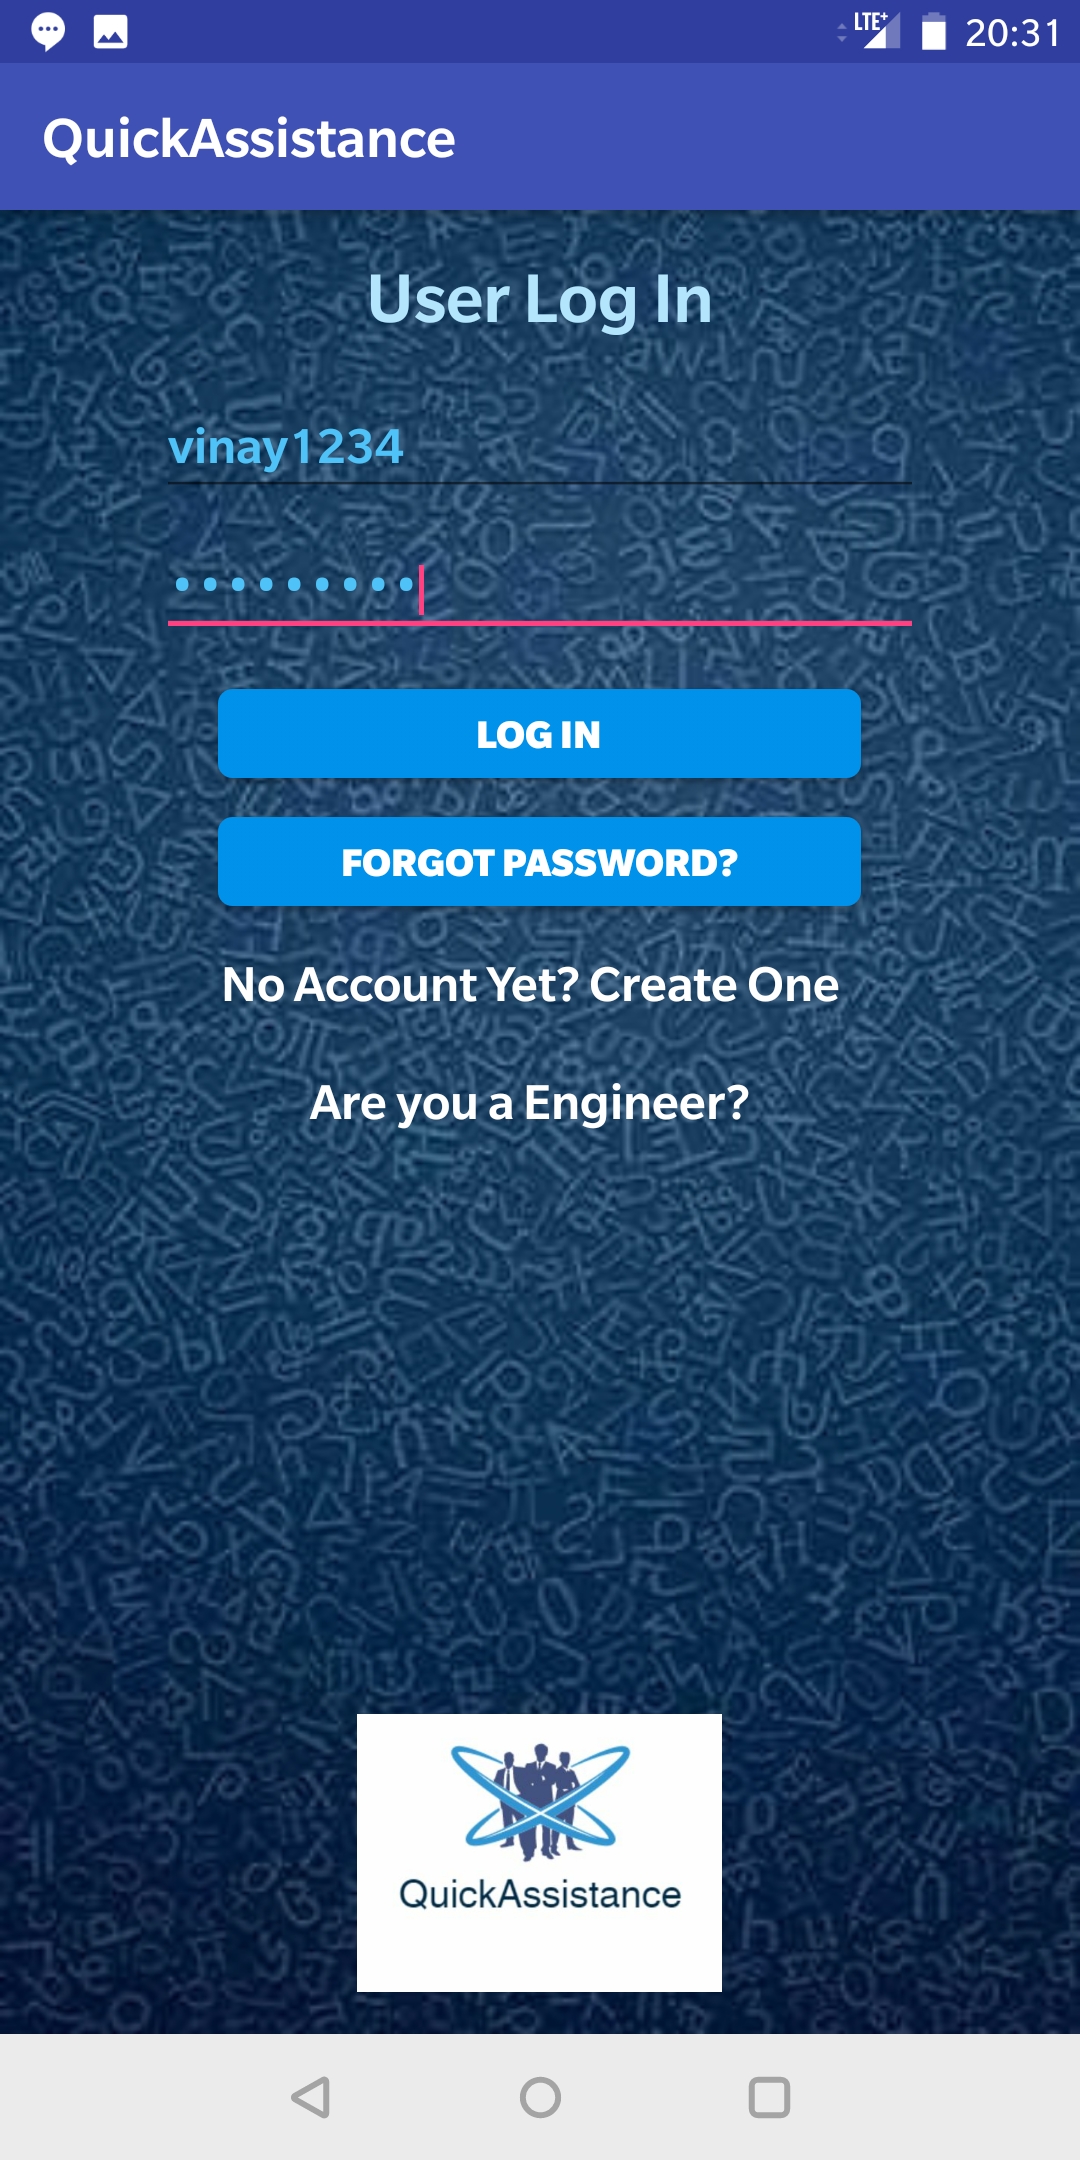 LTE+ 20:31
QuickAssistance
User Log In
vinay1234
•••••••••
LOG IN
FORGOT PASSWORD?
No Account Yet? Create One
Are you a Engineer?
QuickAssistance